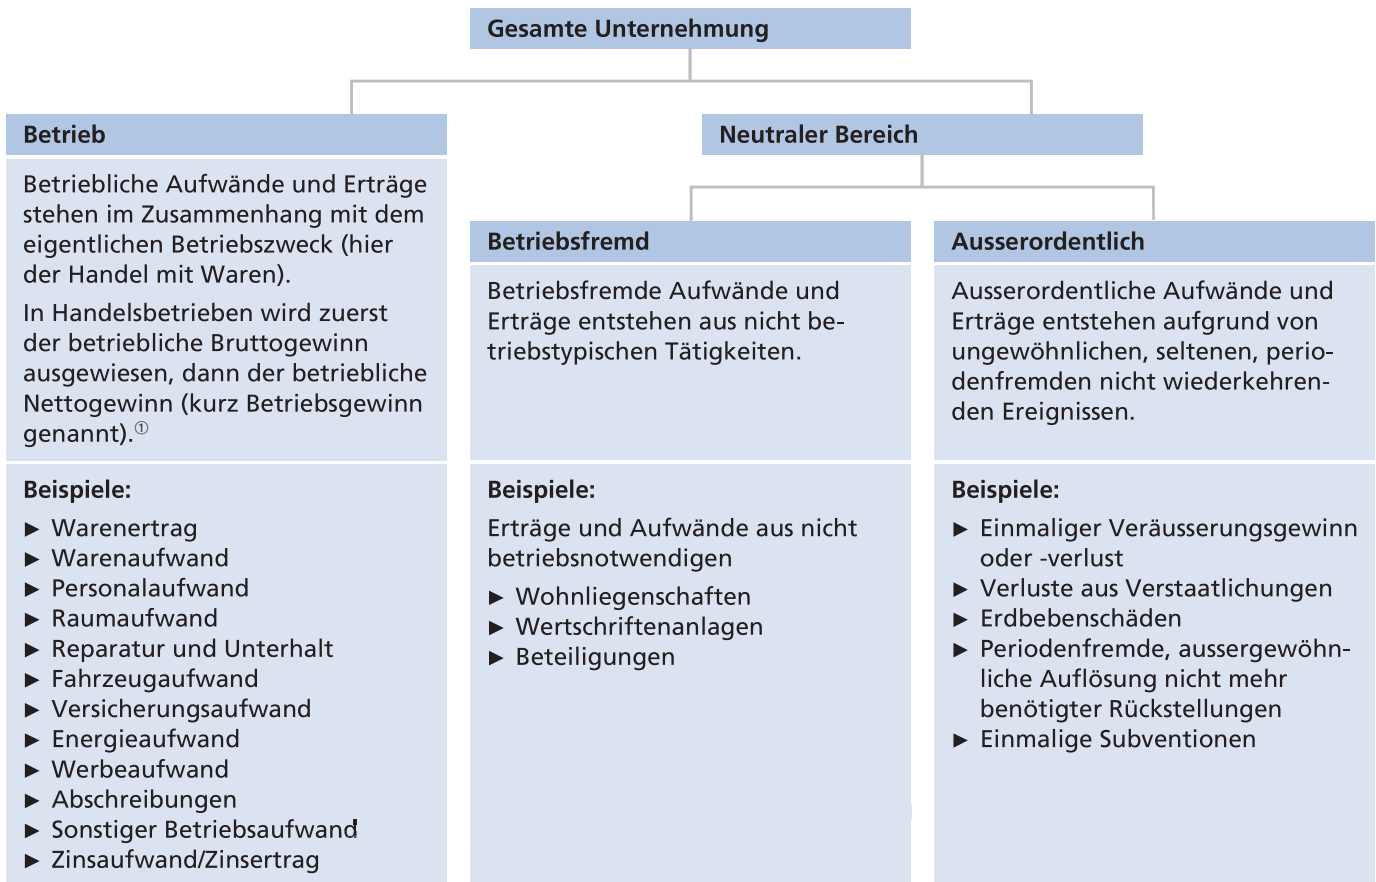 Gesamte Unternehmung
Betrieb
Betriebliche Aufwände und Erträge
stehen im Zusammenhang mit dem
eigentlichen Betriebszweck (hier
der Handel mit Waren).
In Handelsbetrieben wird zuerst
der betriebliche Bruttogewinn
ausgewiesen, dann der betriebliche
Nettogewinn (kurz Betriebsgewinn
genannt).①
Beispiele:
► Warenertrag
► Warenaufwand
► Personalaufwand
► Raumaufwand
► Reparatur und Unterhalt
► Fahrzeugaufwand
► Versicherungsaufwand
► Energieaufwand
► Werbeaufwand
► Abschreibungen
► Sonstiger Betriebsaufwand
► Zinsaufwand/Zinsertrag
Neutraler Bereich
Betriebsfremd
Betriebsfremde Aufwände und
Erträge entstehen aus nicht be-
triebstypischen Tätigkeiten.
Beispiele:
Erträge und Aufwände aus nicht
betriebsnotwendigen
► Wohnliegenschaften
► Wertschriftenanlagen
► Beteiligungen
Ausserordentlich
Ausserordentliche Aufwände und
Erträge entstehen aufgrund von
ungewöhnlichen, seltenen, perio-
denfremden nicht wiederkehren-
den Ereignissen.
Beispiele:
► Einmaliger Veräusserungsgewinn
oder -verlust
► Verluste aus Verstaatlichungen
► Erdbebenschäden
► Periodenfremde, aussergewöhn-
liche Auflösung nicht mehr
benötigter Rückstellungen
► Einmalige Subventionen